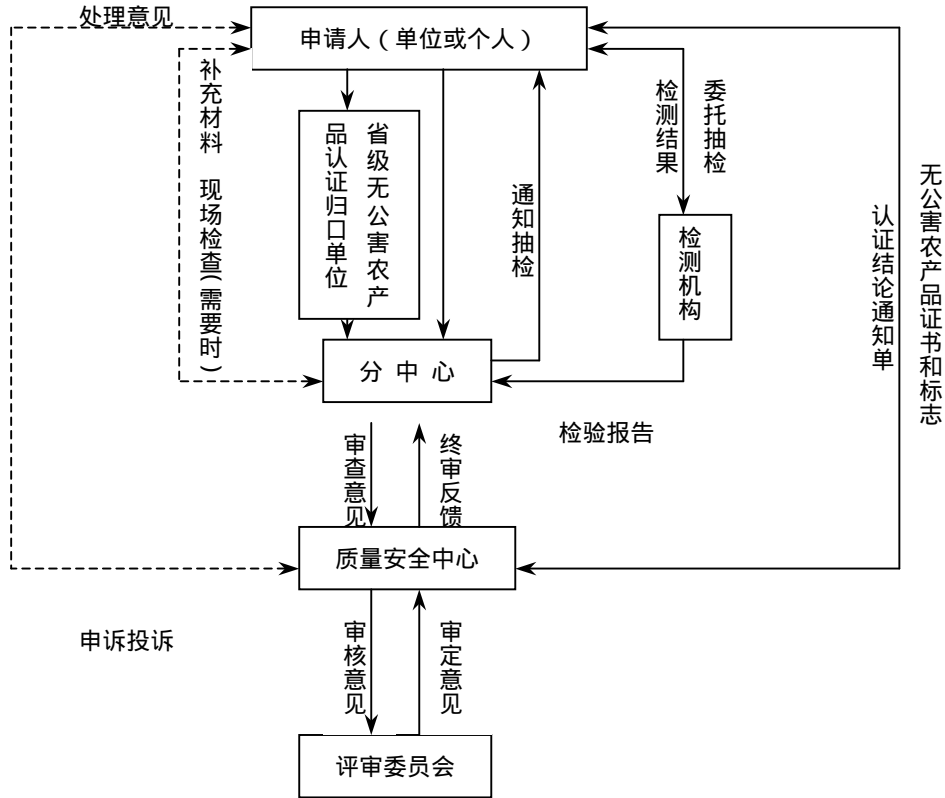 处理意见
申请人（单位或个人）
补充材料 现场检查(需要时)
省级无公害农产
品认证归口单位
通知抽检
检测结果
委托抽检
检测机构
认证结论通知单
无公害农产品证书和标志
分 中 心
检验报告
审查意见
终审反馈
质量安全中心
申诉投诉
审核意见
审定意见
评审委员会